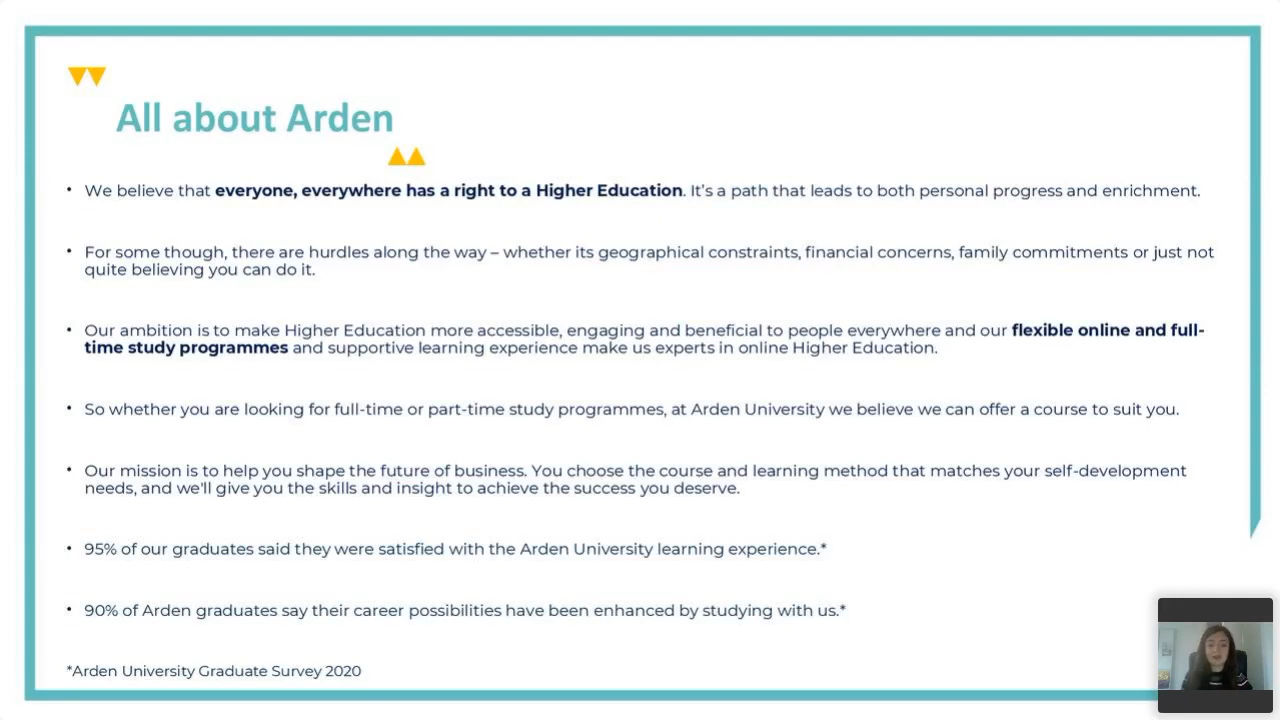 All about Arden
• We believe that everyone, everywhere has a right to a Higher Education. It's a path that leads to both personal progress and enrichment.
• For some though, there are hurdles along the way – whether its geographical constraints, financial concerns, family commitments or just not
quite believing you can do it.
• Our ambition is to make Higher Education more accessible, engaging and beneficial to people everywhere and our flexible online and full-
time study programmes and supportive learning experience make us experts in online Higher Education.
• So whether you are looking for full-time or part-time study programmes, at Arden University we believe we can offer a course to suit you.
• Our mission is to help you shape the future of business. You choose the course and learning method that matches your self-development
needs, and we'll give you the skills and insight to achieve the success you deserve.
• 95% of our graduates said they were satisfied with the Arden University learning experience.*
• 90% of Arden graduates say their career possibilities have been enhanced by studying with us.*
*Arden University Graduate Survey 2020